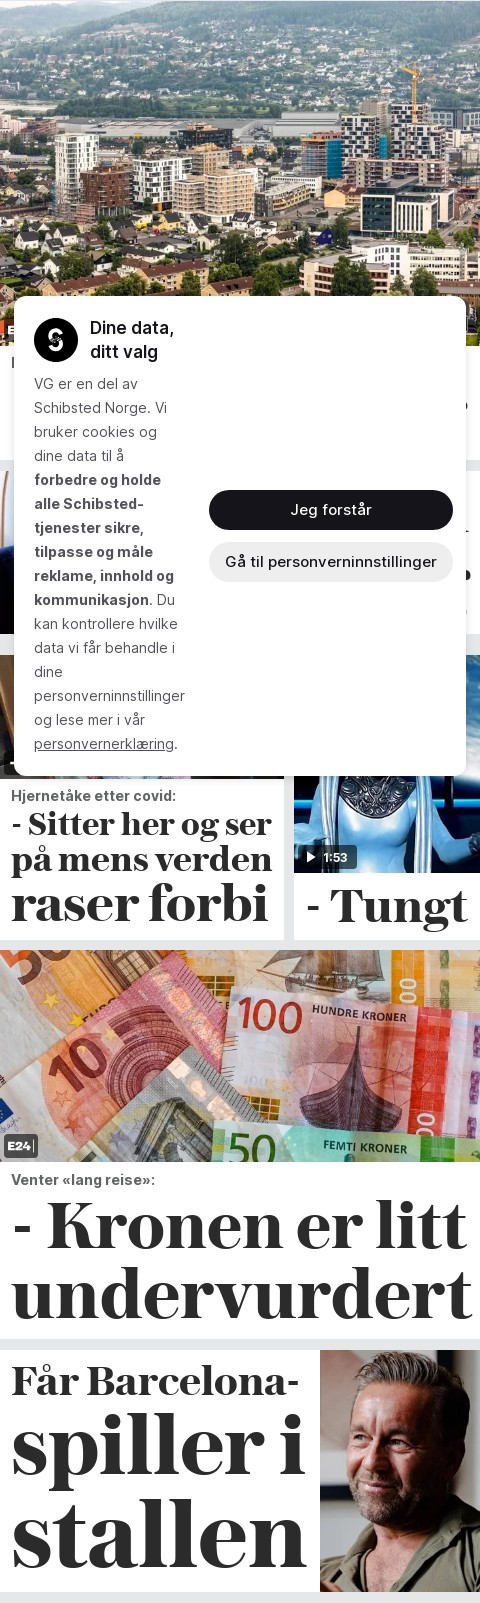 Dine data,
ditt valg
VG er en del av
Schibsted Norge. Vi
bruker cookies og
dine data til å
forbedre og holde
alle Schibsted-
tjenester sikre,
tilpasse og måle
reklame, innhold og
kommunikasjon. Du
kan kontrollere hvilke
data vi får behandle i
dine
personverninnstillinger
og lese mer i vår
personvernerklæring.
Jeg forstår
Gå til personverninnstillinger
Hjernetåke etter covid:
- Sitter her og ser
på mens verden
raser forbi
1:53
- Tungt
10
100
HUNDRE KRONER
50
FEMTI KRONER
E24
Venter «lang reise»:
- Kronen er litt
undervurdert
Får Barcelona-
spiller i
stallen